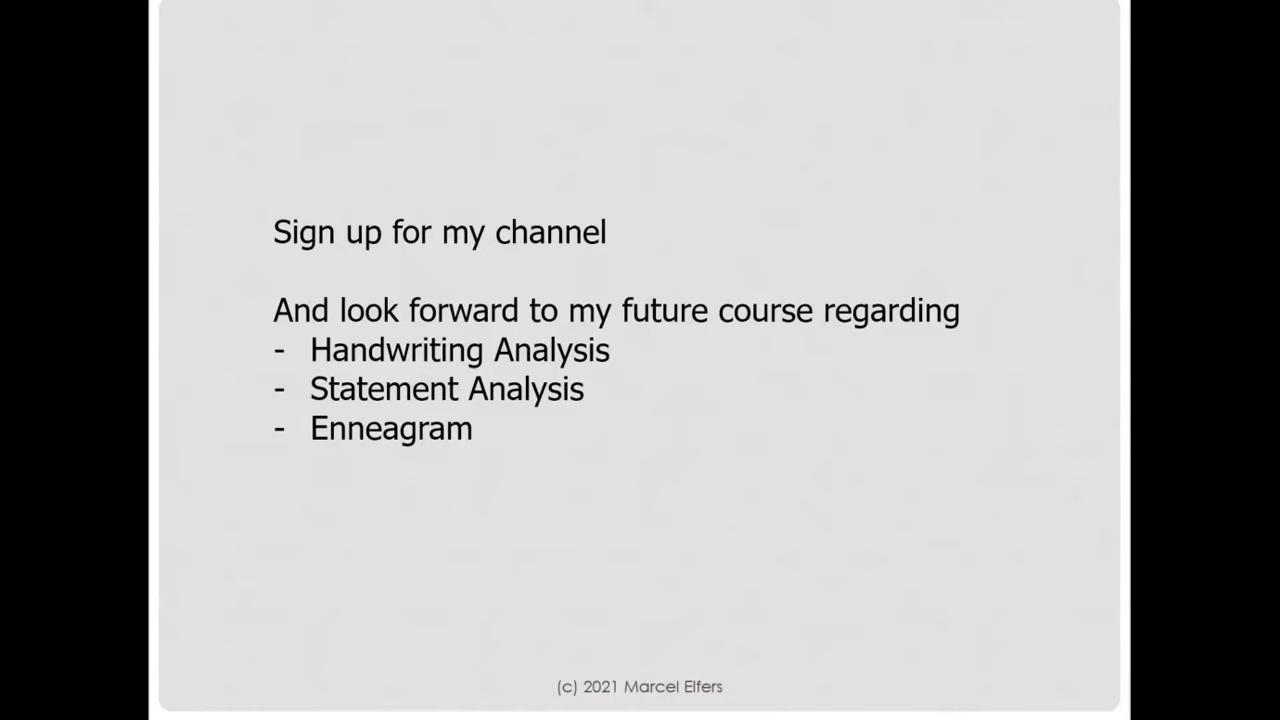 Sign up for my channel
And look forward to my future course regarding
- Handwriting Analysis
- Statement Analysis
- Enneagram
(c) 2021 Marcel Elfers